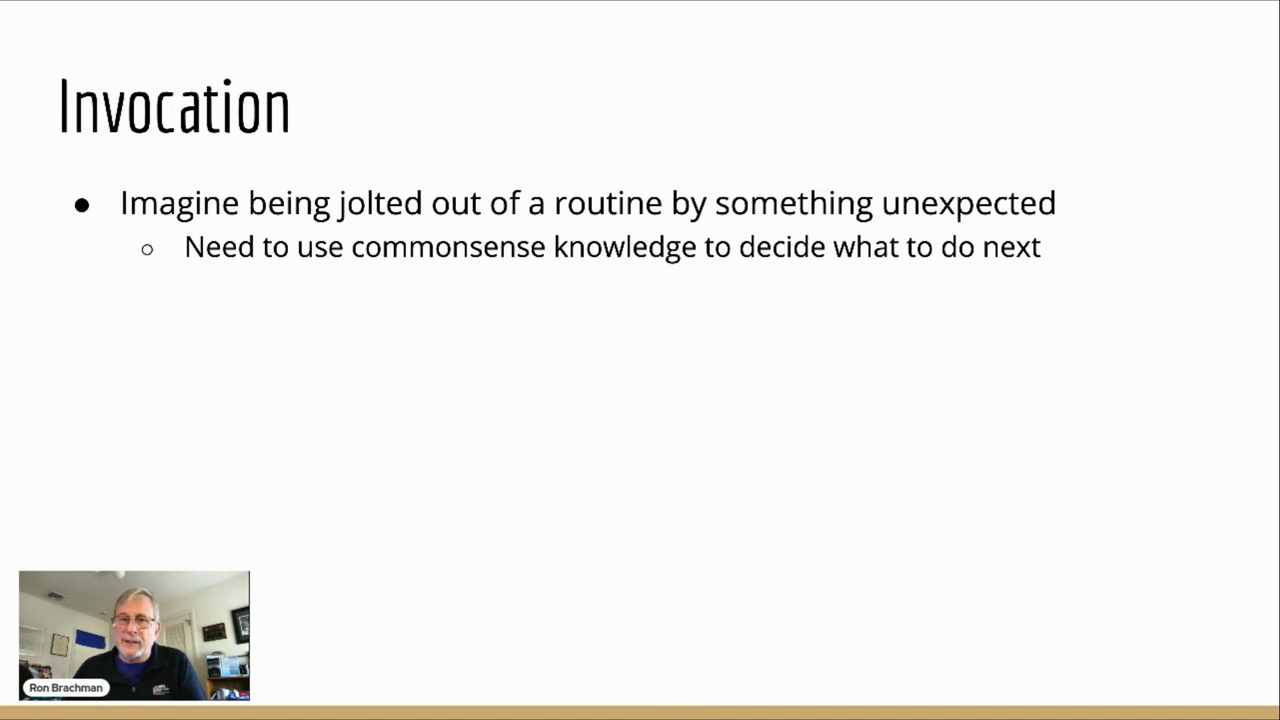 Invocation
● Imagine being jolted out of a routine by something unexpected
○ Need to use commonsense knowledge to decide what to do next
Ron Brachman